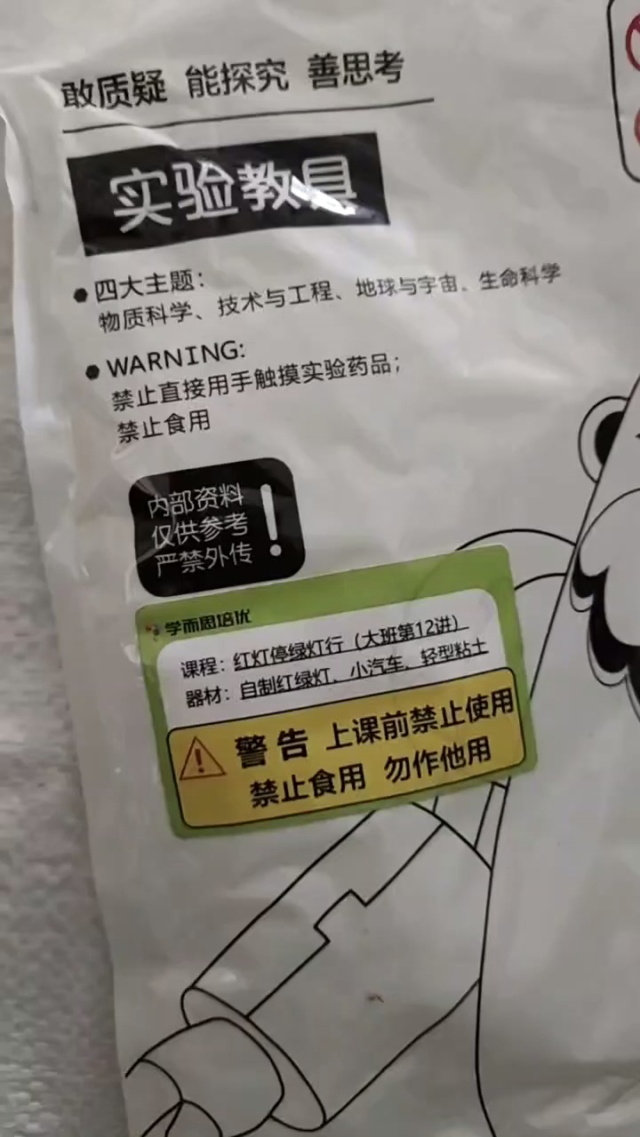 敢质疑 能探究 善思考
实验教具
四大主题：
物质科学、技术与工程、地球与宇宙、生命科学
WARNING:
禁止直接用手触摸实验药品；
禁止食用
内部资料
仅供参考
严禁外传
!
学而思培优
课程：红灯停绿灯行（大班第12讲）
器材：自制红绿灯、小汽车、轻型粘土
警告 上课前禁止使用
禁止食用 勿作他用